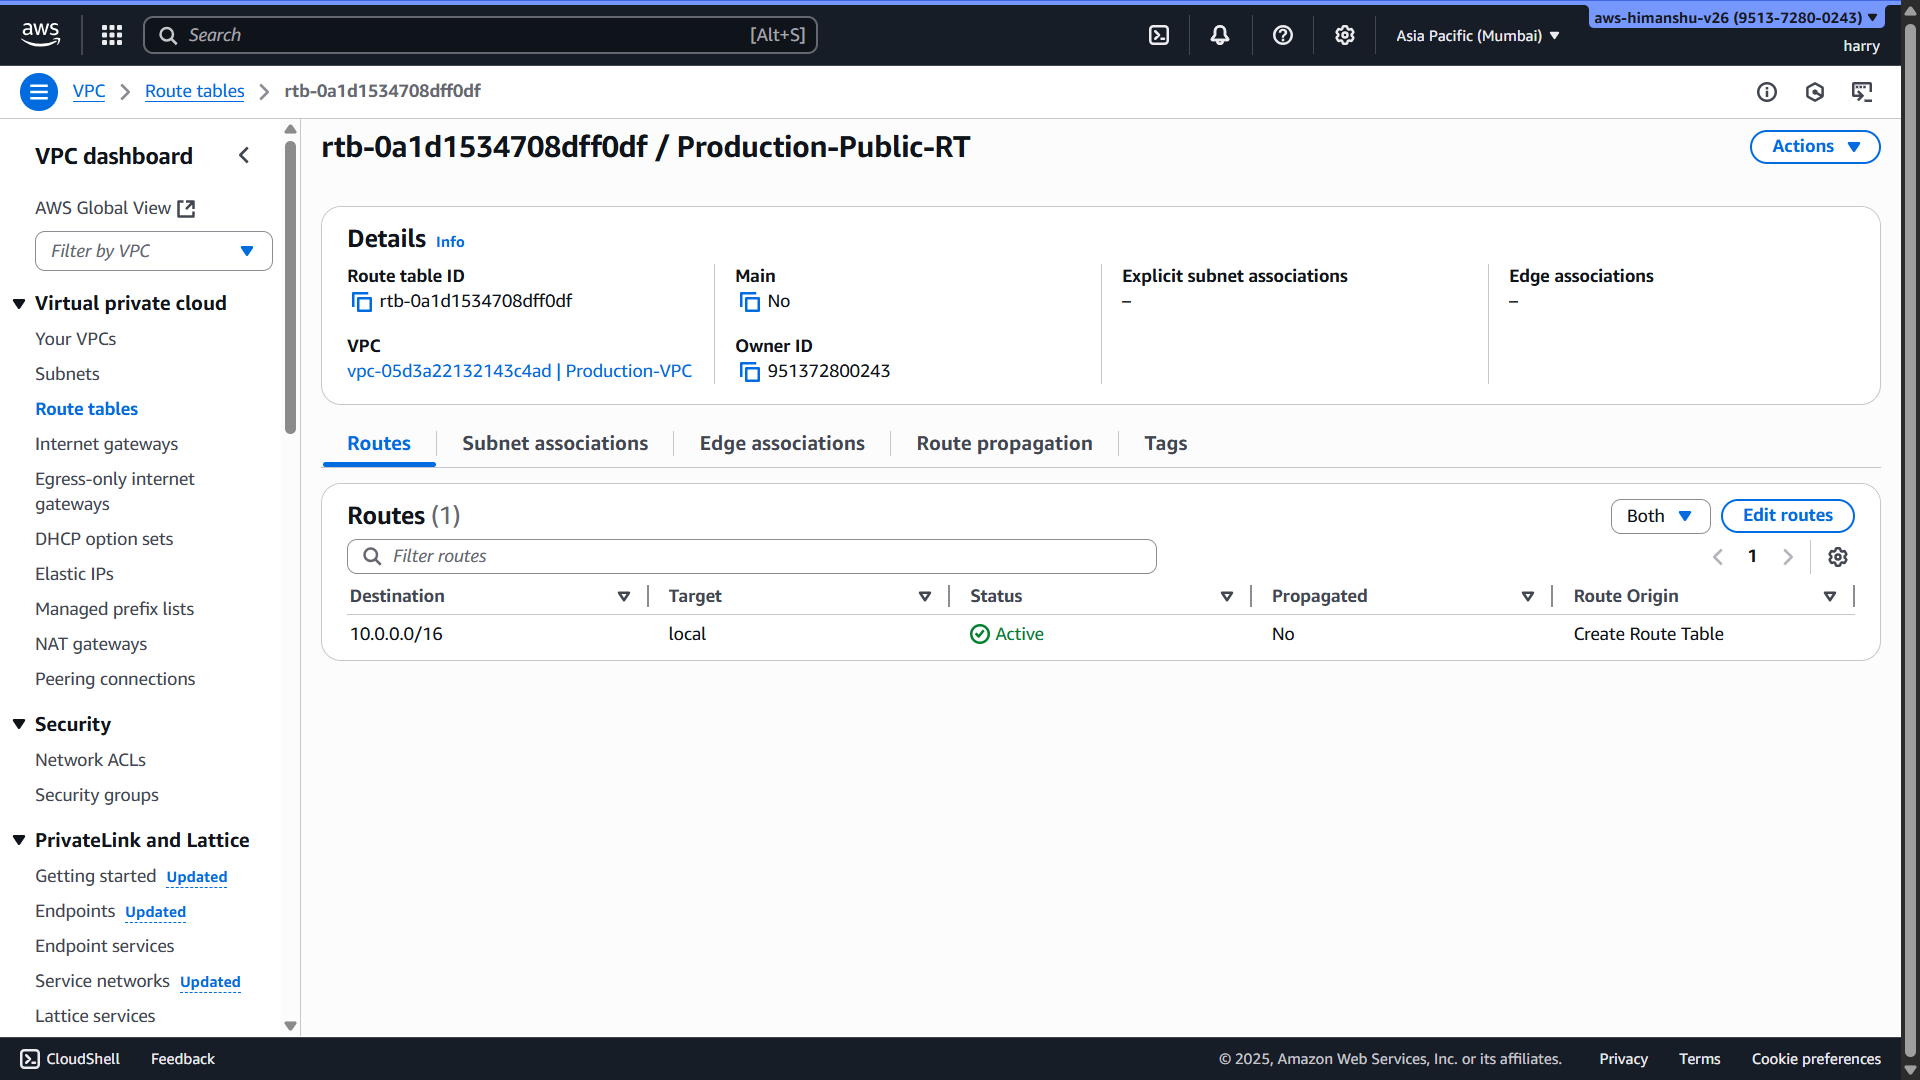 aws
Search [Alt+S]
Asia Pacific (Mumbai)
aws-himanshu-v26 (9513-7280-0243)
harry
VPC
Route tables
rtb-0a1d1534708dff0df
VPC dashboard
AWS Global View
Filter by VPC
Virtual private cloud
Your VPCs
Subnets
Route tables
Internet gateways
Egress-only internet
gateways
DHCP option sets
Elastic IPs
Managed prefix lists
NAT gateways
Peering connections
Security
Network ACLs
Security groups
PrivateLink and Lattice
Getting started Updated
Endpoints Updated
Endpoint services
Service networks Updated
Lattice services
rtb-0a1d1534708dff0df / Production-Public-RT
Actions
Details Info
Route table ID
rtb-0a1d1534708dff0df
Main
No
Explicit subnet associations
–
Edge associations
–
VPC
vpc-05d3a22132143c4ad | Production-VPC
Owner ID
951372800243
Routes Subnet associations Edge associations Route propagation Tags
Routes (1)
Both Edit routes
Filter routes
1
Destination Target Status Propagated Route Origin
10.0.0.0/16 local Active No Create Route Table
CloudShell Feedback
© 2025, Amazon Web Services, Inc. or its affiliates. Privacy Terms Cookie preferences